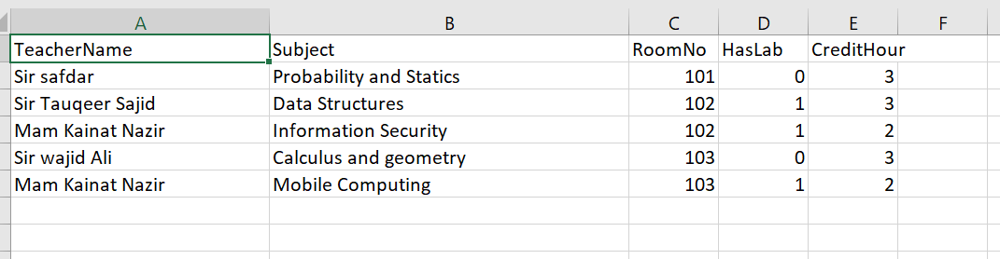 A B C D E F
TeacherName Subject RoomNo HasLab CreditHour
Sir safdar Probability and Statics 101 0 3
Sir Tauqeer Sajid Data Structures 102 1 3
Mam Kainat Nazir Information Security 102 1 2
Sir wajid Ali Calculus and geometry 103 0 3
Mam Kainat Nazir Mobile Computing 103 1 2